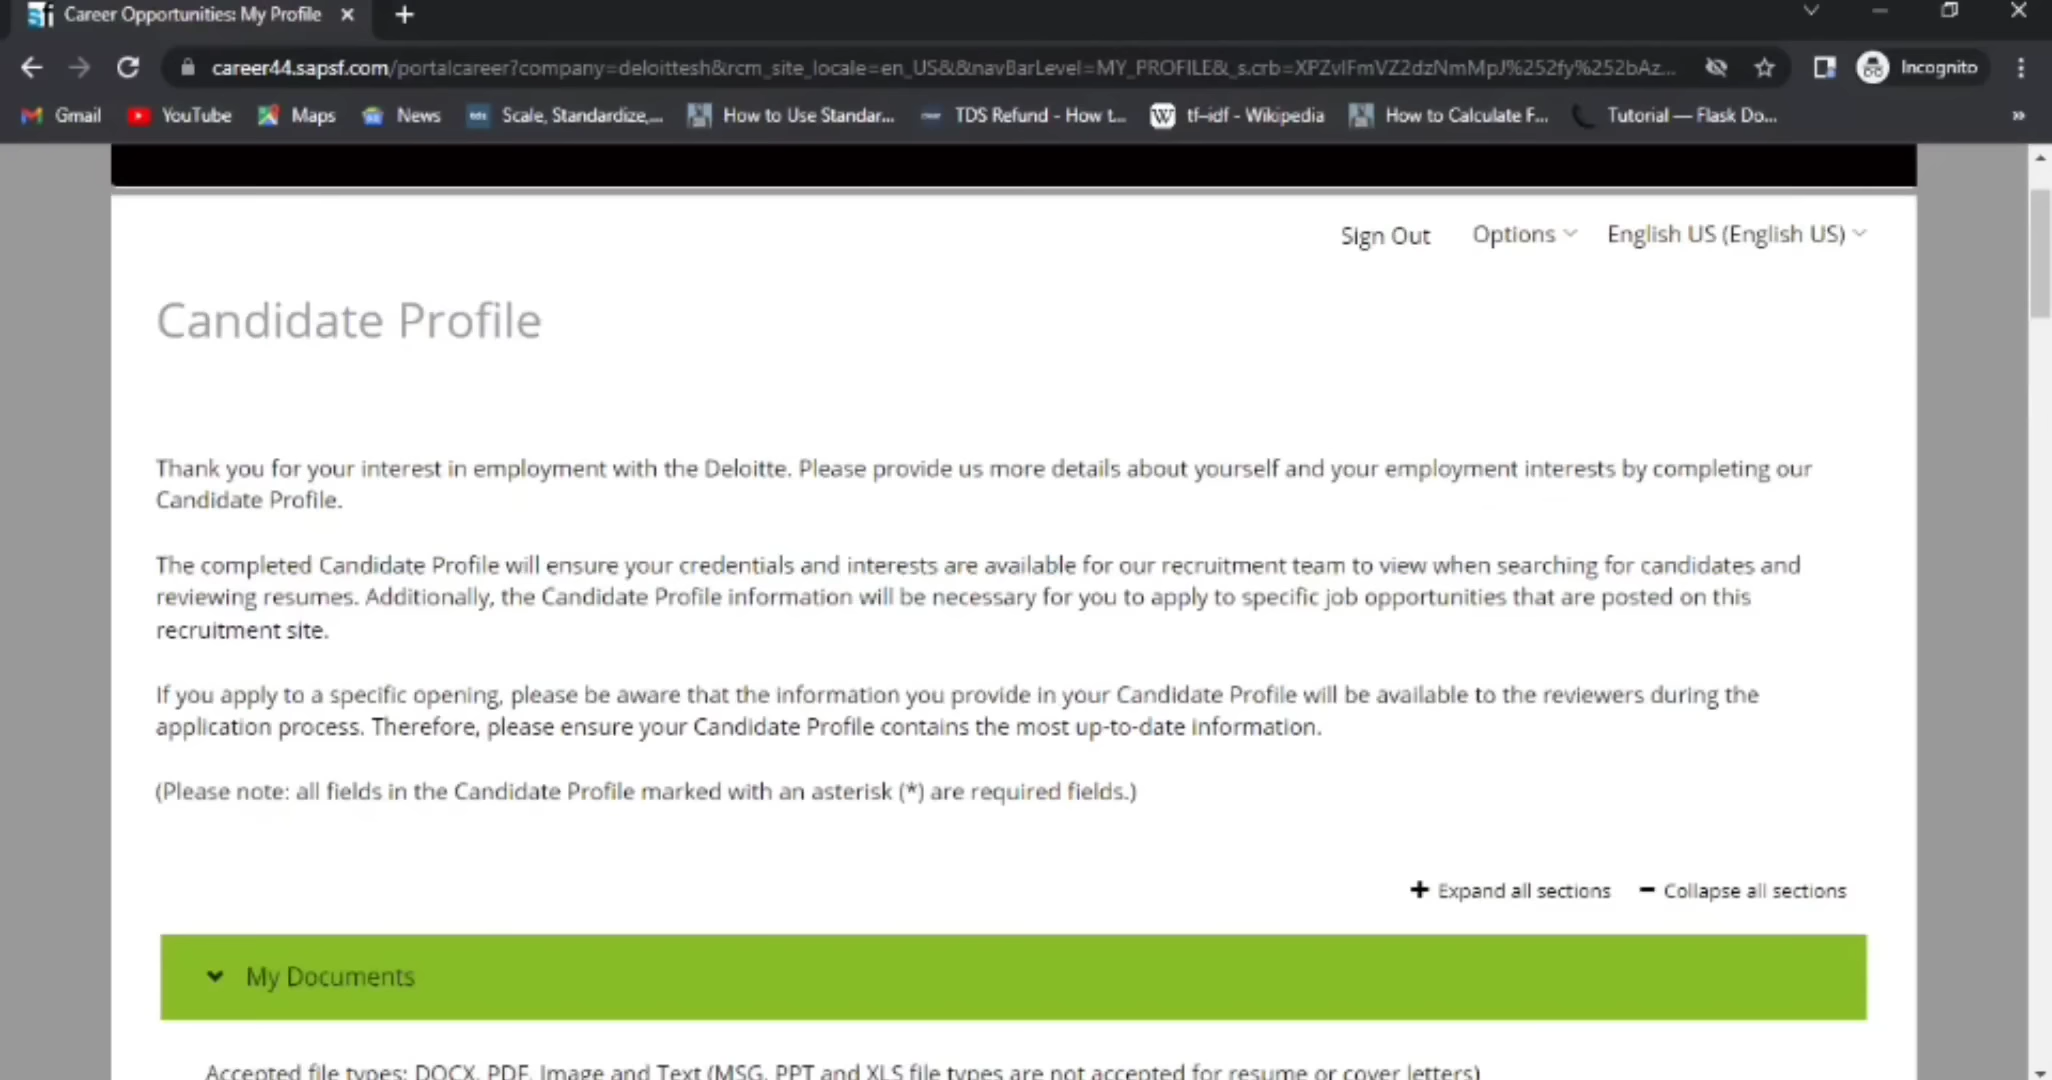 Career Opportunities: My Profile
career44.sapsf.com/portalcareer?company=deloittesh&rcm_site_locale=en_US&&navBarLevel=MY_PROFILE&_s.crb=XPZvlFmVZ2dzNmMpJ%252fy%252bAz...
Incognito
Gmail YouTube Maps News Scale, Standardize,... How to Use Standar... TDS Refund - How t... tf–idf - Wikipedia How to Calculate F... Tutorial — Flask Do... »
Sign Out Options English US (English US)
Candidate Profile
Thank you for your interest in employment with the Deloitte. Please provide us more details about yourself and your employment interests by completing our
Candidate Profile.
The completed Candidate Profile will ensure your credentials and interests are available for our recruitment team to view when searching for candidates and
reviewing resumes. Additionally, the Candidate Profile information will be necessary for you to apply to specific job opportunities that are posted on this
recruitment site.
If you apply to a specific opening, please be aware that the information you provide in your Candidate Profile will be available to the reviewers during the
application process. Therefore, please ensure your Candidate Profile contains the most up-to-date information.
(Please note: all fields in the Candidate Profile marked with an asterisk (*) are required fields.)
+ Expand all sections - Collapse all sections
My Documents
Accepted file types: DOCX, PDF, Image and Text (MSG, PPT and XLS file types are not accepted for resume or cover letters)